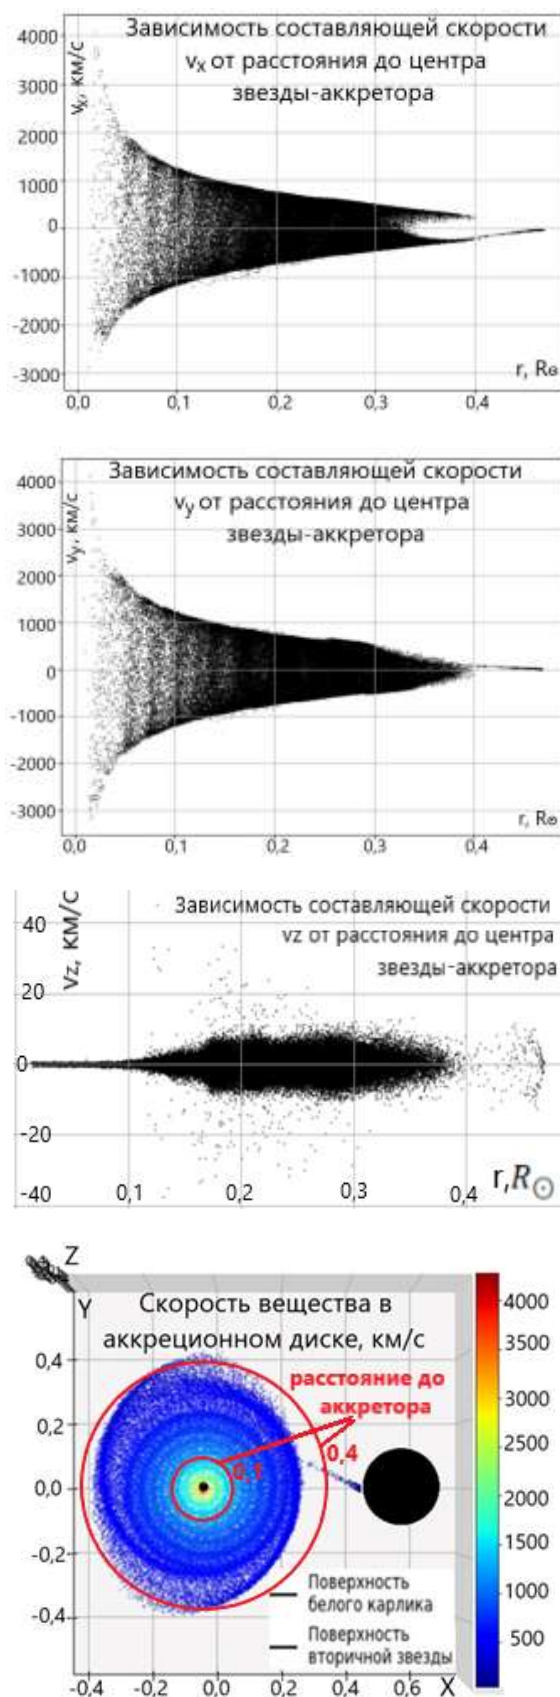 Зависимость составляющей скорости
vx от расстояния до центра
звезды-аккретора
vx, км/с
4000
3000
2000
1000
0
-1000
-2000
-3000
r, R⊙
0,0 0,1 0,2 0,3 0,4
Зависимость составляющей скорости
vy от расстояния до центра
звезды-аккретора
vy, км/с
4000
3000
2000
1000
0
-1000
-2000
-3000
r, R⊙
0,0 0,1 0,2 0,3 0,4
Зависимость составляющей скорости
vz от расстояния до центра
звезды-аккретора
vz, км/с
40
20
0
-20
-40
0,1 0,2 0,3 0,4
r, R⊙
Z
Y
Скорость вещества в
аккреционном диске, км/с
расстояние до
аккретора
0,1
0,4
0,4
0,2
0,0
-0,2
-0,4
Поверхность
белого карлика
Поверхность
вторичной звезды
-0,4 -0,2 0,0 0,2 0,4 0,6 X
4000
3500
3000
2500
2000
1500
1000
500